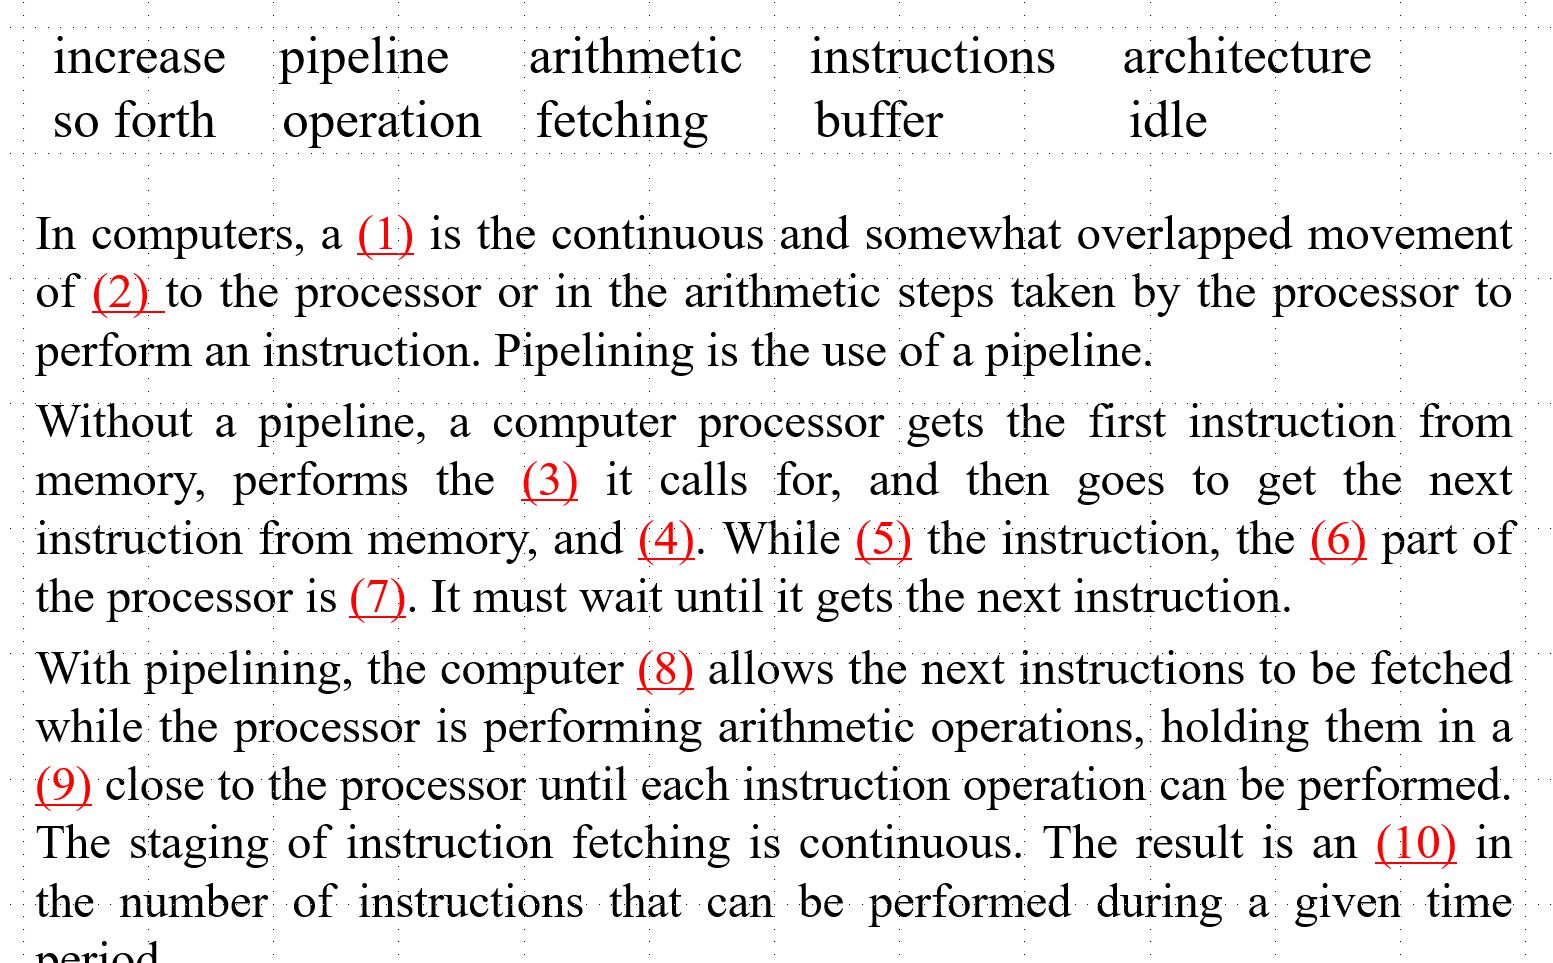 increase pipeline arithmetic instructions architecture
so forth operation fetching buffer idle
In computers, a (1) is the continuous and somewhat overlapped movement
of (2) to the processor or in the arithmetic steps taken by the processor to
perform an instruction. Pipelining is the use of a pipeline.
Without a pipeline, a computer processor gets the first instruction from
memory, performs the (3) it calls for, and then goes to get the next
instruction from memory, and (4). While (5) the instruction, the (6) part of
the processor is (7). It must wait until it gets the next instruction.
With pipelining, the computer (8) allows the next instructions to be fetched
while the processor is performing arithmetic operations, holding them in a
(9) close to the processor until each instruction operation can be performed.
The staging of instruction fetching is continuous. The result is an (10) in
the number of instructions that can be performed during a given time
period